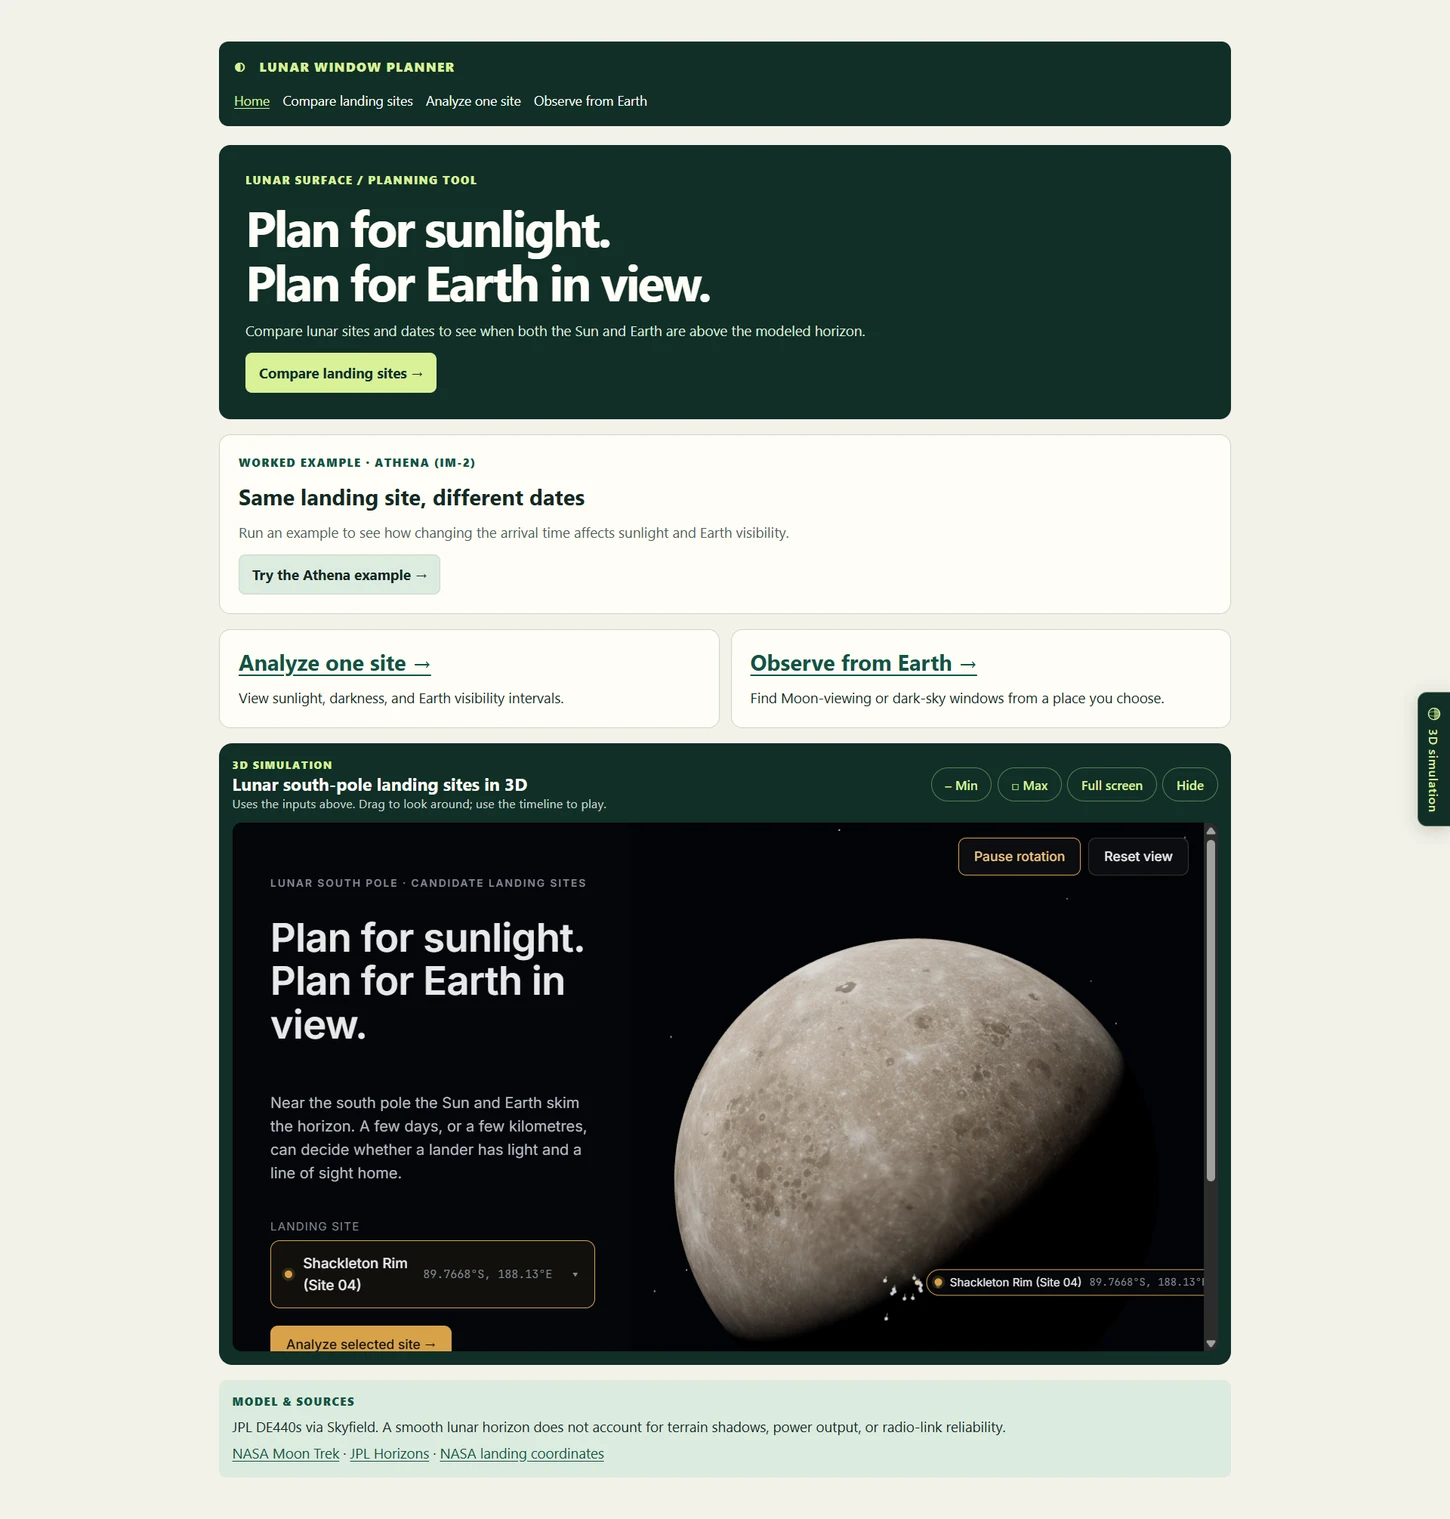 ◐ LUNAR WINDOW PLANNER
Home Compare landing sites Analyze one site Observe from Earth
LUNAR SURFACE / PLANNING TOOL
Plan for sunlight.
Plan for Earth in view.
Compare lunar sites and dates to see when both the Sun and Earth are above the modeled horizon.
Compare landing sites →
WORKED EXAMPLE · ATHENA (IM-2)
Same landing site, different dates
Run an example to see how changing the arrival time affects sunlight and Earth visibility.
Try the Athena example →
Analyze one site →
View sunlight, darkness, and Earth visibility intervals.
Observe from Earth →
Find Moon-viewing or dark-sky windows from a place you choose.
3D simulation
3D SIMULATION
Lunar south-pole landing sites in 3D
Uses the inputs above. Drag to look around; use the timeline to play.
– Min
□ Max
Full screen
Hide
Pause rotation
Reset view
LUNAR SOUTH POLE · CANDIDATE LANDING SITES
Plan for sunlight.
Plan for Earth in
view.
Near the south pole the Sun and Earth skim
the horizon. A few days, or a few kilometres,
can decide whether a lander has light and a
line of sight home.
LANDING SITE
Shackleton Rim
(Site 04)
89.7668°S, 188.13°E
Analyze selected site →
Shackleton Rim (Site 04) 89.7668°S, 188.13°E
MODEL & SOURCES
JPL DE440s via Skyfield. A smooth lunar horizon does not account for terrain shadows, power output, or radio-link reliability.
NASA Moon Trek · JPL Horizons · NASA landing coordinates